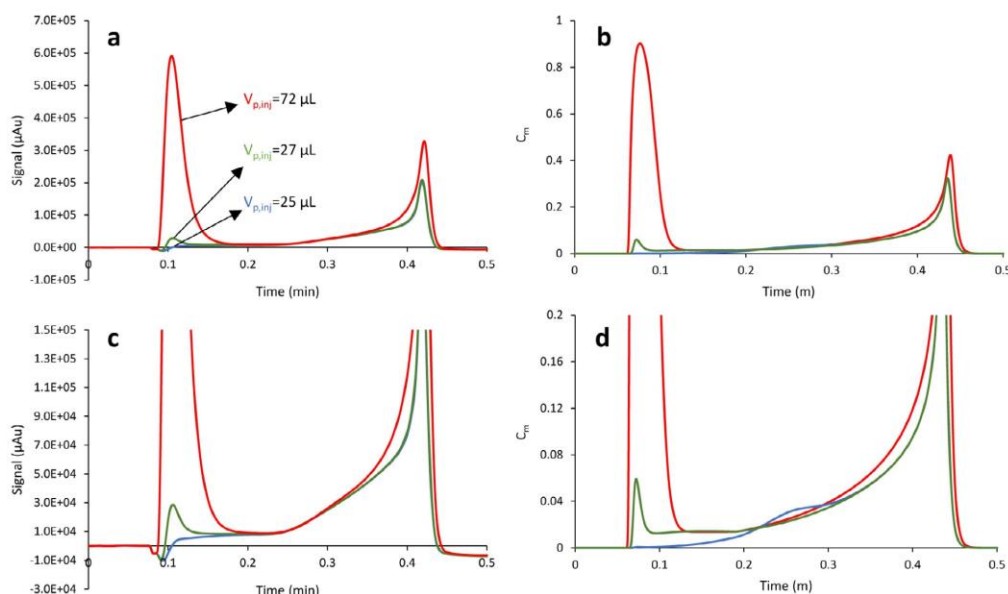 a
7.0E+05
6.0E+05
5.0E+05
4.0E+05
3.0E+05
2.0E+05
1.0E+05
0.0E+00
-1.0E+05
Signal (µAu)
Vp,inj=72 µL
Vp,inj=27 µL
Vp,inj=25 µL
0 0.1 0.2 0.3 0.4 0.5
Time (min)
b
1
0.8
0.6
0.4
0.2
0
Cm
0 0.1 0.2 0.3 0.4 0.5
Time (m)
c
1.5E+05
1.3E+05
1.1E+05
9.0E+04
7.0E+04
5.0E+04
3.0E+04
1.0E+04
-1.0E+04
-3.0E+04
Signal (µAu)
0 0.1 0.2 0.3 0.4 0.5
Time (min)
d
0.2
0.16
0.12
0.08
0.04
0
Cm
0 0.1 0.2 0.3 0.4 0.5
Time (m)